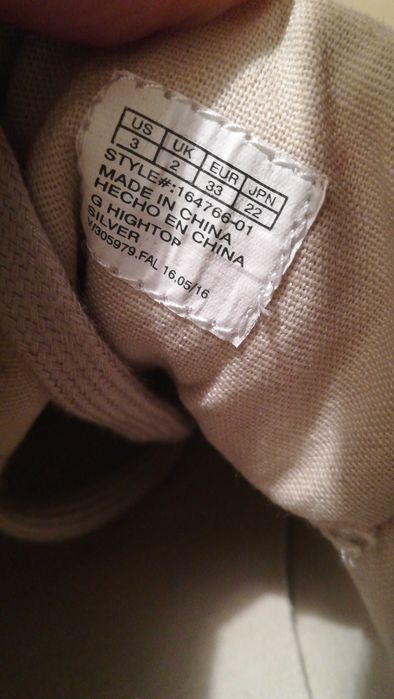 US UK EUR JPN
3 2 33 22
STYLE#:164766-01
MADE IN CHINA
HECHO EN CHINA
G HIGHTOP
SILVER
V/305979.FAL 16.05/16